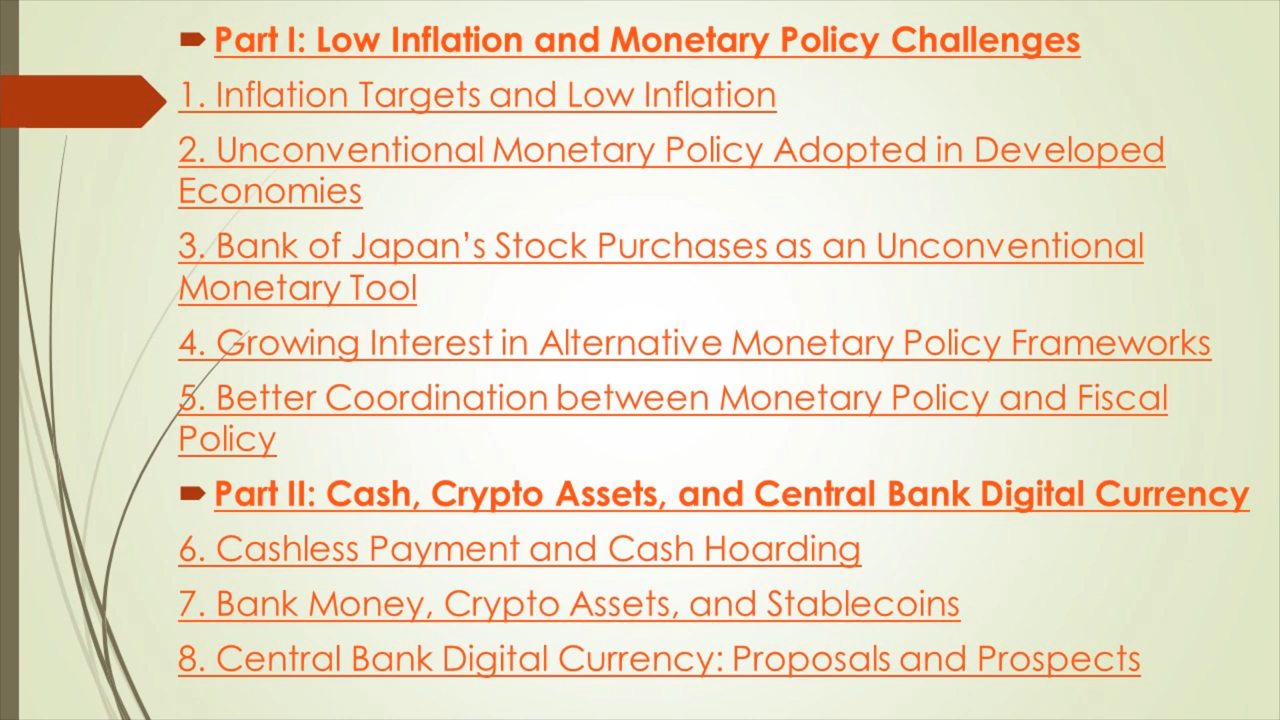 Part I: Low Inflation and Monetary Policy Challenges
1. Inflation Targets and Low Inflation
2. Unconventional Monetary Policy Adopted in Developed
Economies
3. Bank of Japan’s Stock Purchases as an Unconventional
Monetary Tool
4. Growing Interest in Alternative Monetary Policy Frameworks
5. Better Coordination between Monetary Policy and Fiscal
Policy
Part II: Cash, Crypto Assets, and Central Bank Digital Currency
6. Cashless Payment and Cash Hoarding
7. Bank Money, Crypto Assets, and Stablecoins
8. Central Bank Digital Currency: Proposals and Prospects